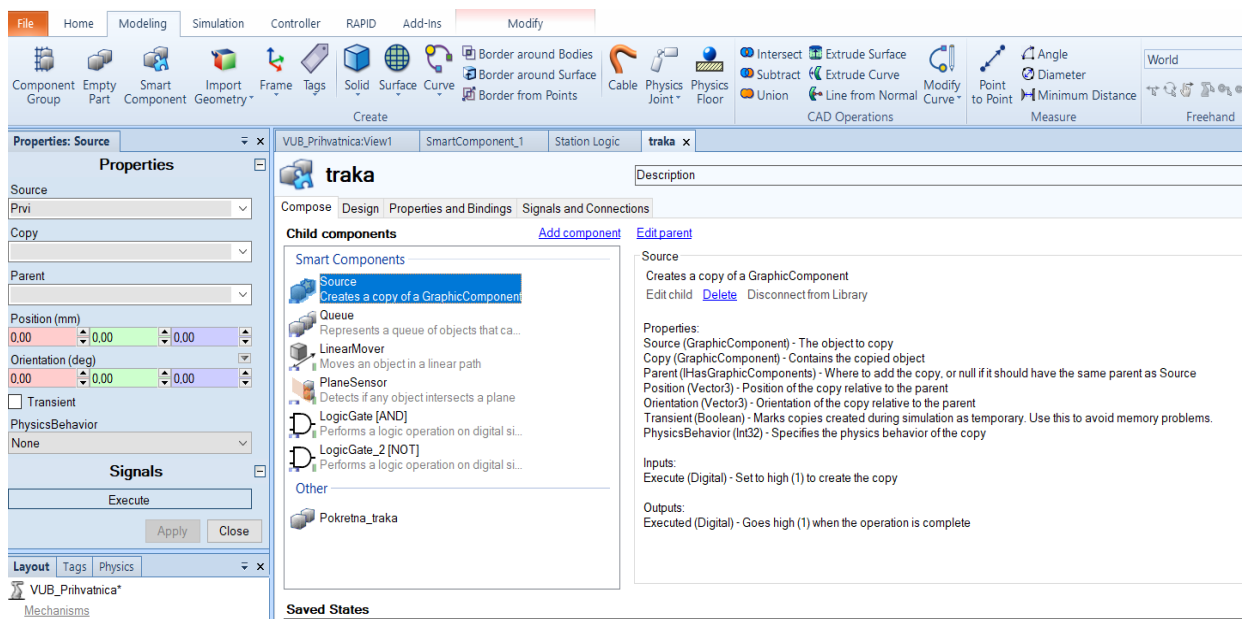 File Home Modeling Simulation Controller RAPID Add-Ins Modify
Component Group
Empty Part
Smart Component
Import Geometry
Frame
Tags
Solid
Surface
Curve
Border around Bodies
Border around Surface
Border from Points
Create
Cable
Physics Joint
Physics Floor
Intersect
Subtract
Union
Extrude Surface
Extrude Curve
Line from Normal
Modify Curve
CAD Operations
Point to Point
Angle
Diameter
Minimum Distance
Measure
World
Freehand
Properties: Source
Properties
Source
Prvi
Copy
Parent
Position (mm)
0,00 0,00 0,00
Orientation (deg)
0,00 0,00 0,00
Transient
PhysicsBehavior
None
Signals
Execute
Apply Close
Layout Tags Physics
VUB_Prihvatnica*
Mechanisms
VUB_Prihvatnica:View1 SmartComponent_1 Station Logic traka x
traka
Description
Compose Design Properties and Bindings Signals and Connections
Child components Add component Edit parent
Smart Components
Source
Creates a copy of a GraphicComponent
Queue
Represents a queue of objects that ca...
LinearMover
Moves an object in a linear path
PlaneSensor
Detects if any object intersects a plane
LogicGate [AND]
Performs a logic operation on digital si...
LogicGate_2 [NOT]
Performs a logic operation on digital si...
Other
Pokretna_traka
Saved States
Source
Creates a copy of a GraphicComponent
Edit child Delete Disconnect from Library
Properties:
Source (GraphicComponent) - The object to copy
Copy (GraphicComponent) - Contains the copied object
Parent (IHasGraphicComponents) - Where to add the copy, or null if it should have the same parent as Source
Position (Vector3) - Position of the copy relative to the parent
Orientation (Vector3) - Orientation of the copy relative to the parent
Transient (Boolean) - Marks copies created during simulation as temporary. Use this to avoid memory problems.
PhysicsBehavior (Int32) - Specifies the physics behavior of the copy
Inputs:
Execute (Digital) - Set to high (1) to create the copy
Outputs:
Executed (Digital) - Goes high (1) when the operation is complete